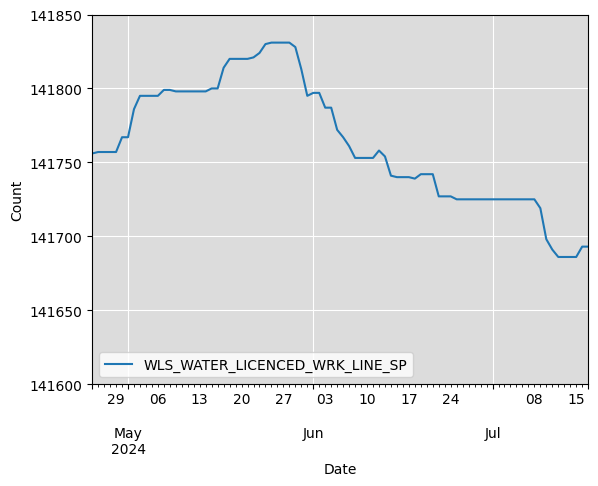 141850
141800
141750
141700
141650
141600
Count
WLS_WATER_LICENCED_WRK_LINE_SP
29 06 13 20 27 03 10 17 24 08 15
May Jun Jul
2024
Date